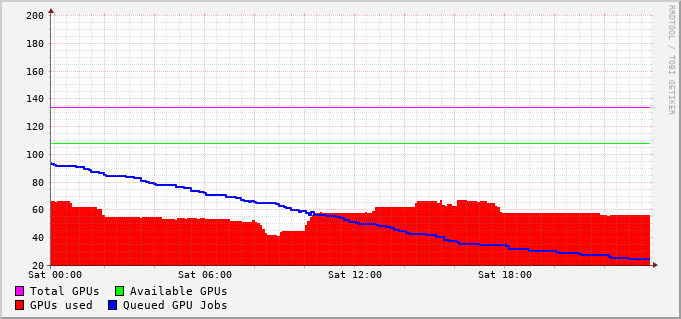 200
180
160
140
120
100
80
60
40
20
Sat 00:00 Sat 06:00 Sat 12:00 Sat 18:00
Total GPUs Available GPUs
GPUs used Queued GPU Jobs
RRDTOOL / TOBI OETIKER